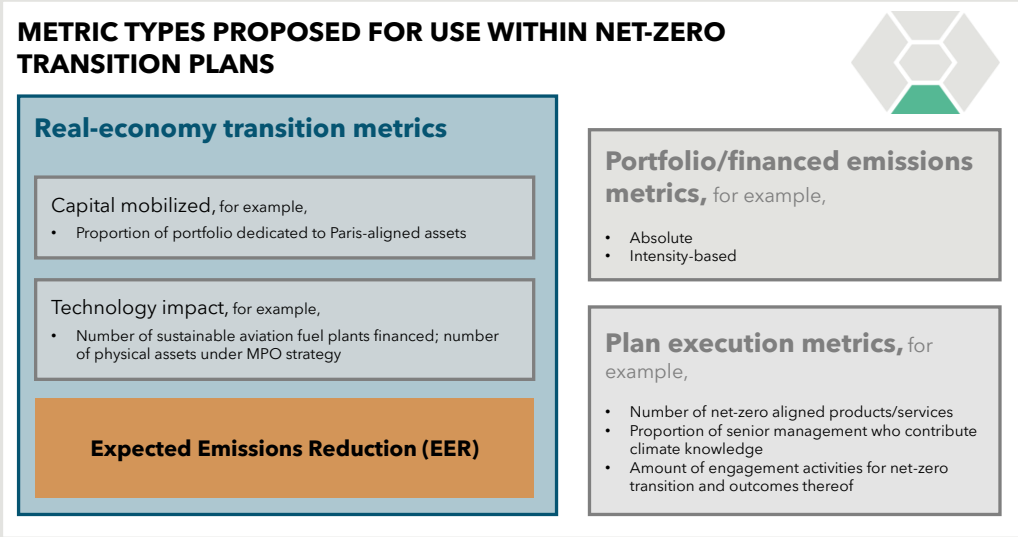 METRIC TYPES PROPOSED FOR USE WITHIN NET-ZERO
TRANSITION PLANS
Real-economy transition metrics
Capital mobilized, for example,
• Proportion of portfolio dedicated to Paris-aligned assets
Technology impact, for example,
• Number of sustainable aviation fuel plants financed; number
of physical assets under MPO strategy
Expected Emissions Reduction (EER)
Portfolio/financed emissions
metrics, for example,
• Absolute
• Intensity-based
Plan execution metrics, for
example,
• Number of net-zero aligned products/services
• Proportion of senior management who contribute
climate knowledge
• Amount of engagement activities for net-zero
transition and outcomes thereof